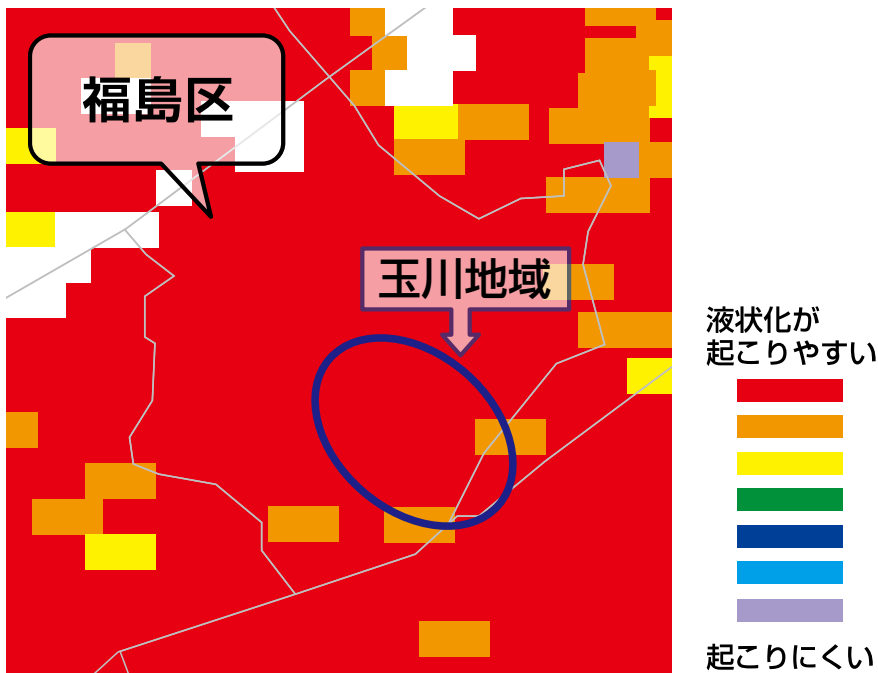 福島区
玉川地域
液状化が
起こりやすい
起こりにくい